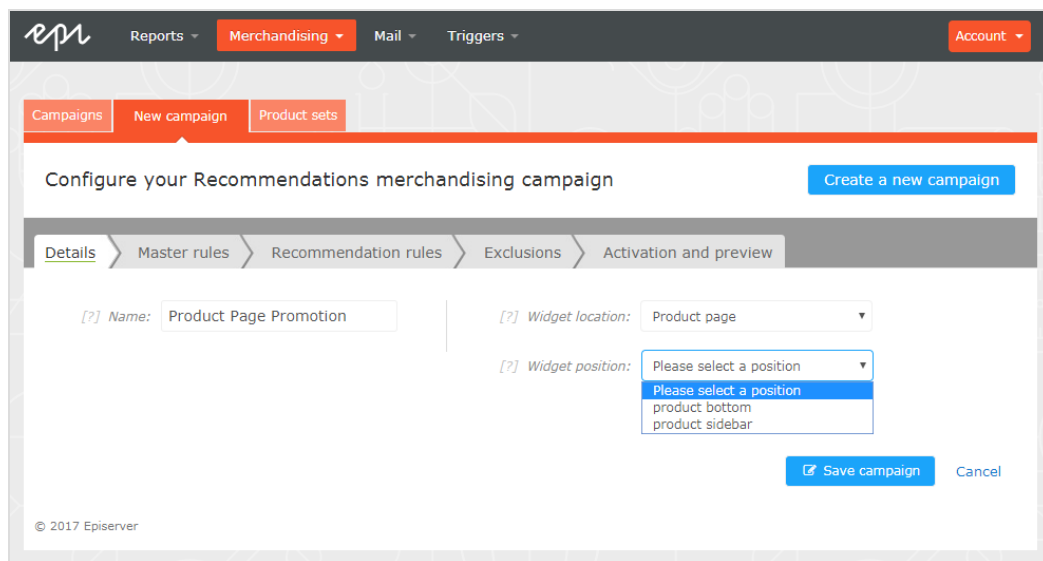 epi Reports Merchandising Mail Triggers Account
Campaigns New campaign Product sets
Configure your Recommendations merchandising campaign Create a new campaign
Details Master rules Recommendation rules Exclusions Activation and preview
[?] Name: Product Page Promotion [?] Widget location: Product page
[?] Widget position: Please select a position
Please select a position
product bottom
product sidebar
Save campaign Cancel
© 2017 Episerver